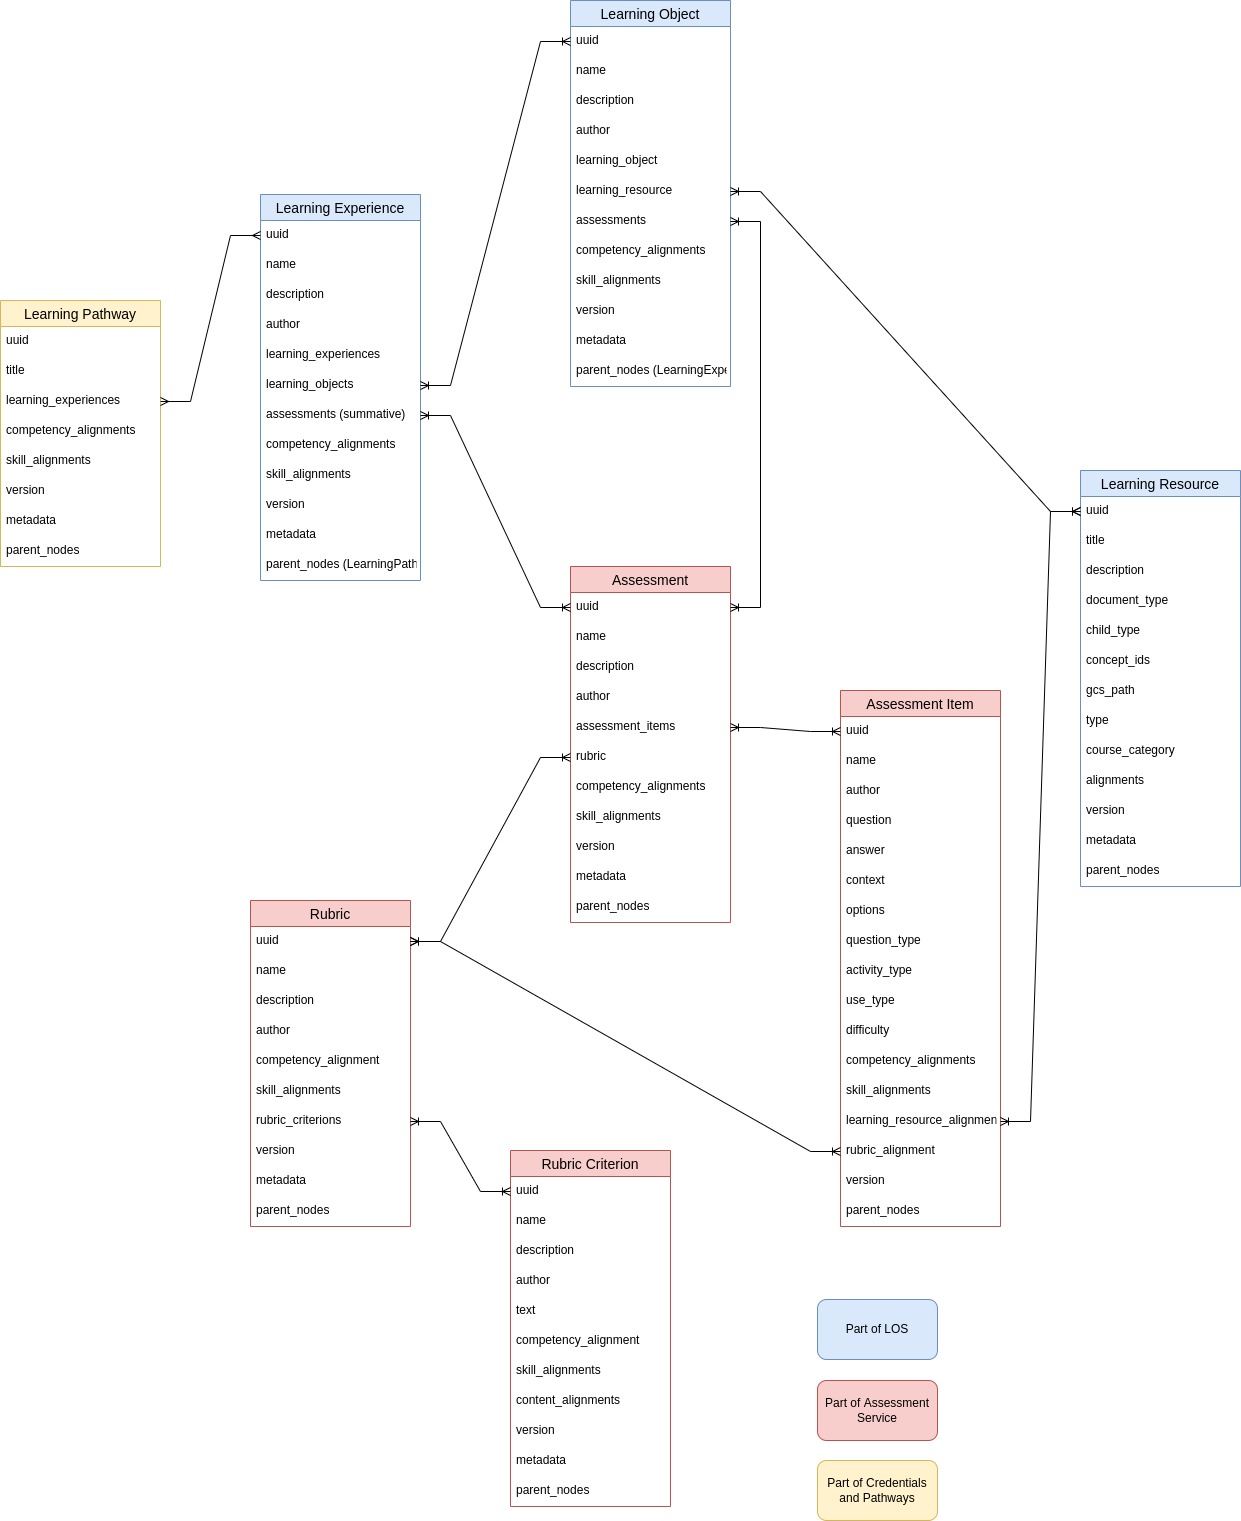 Learning Object
uuid
name
description
author
learning_object
learning_resource
assessments
competency_alignments
skill_alignments
version
metadata
parent_nodes (LearningExpe
Learning Experience
uuid
name
description
author
learning_experiences
learning_objects
assessments (summative)
competency_alignments
skill_alignments
version
metadata
parent_nodes (LearningPath
Learning Pathway
uuid
title
learning_experiences
competency_alignments
skill_alignments
version
metadata
parent_nodes
Learning Resource
uuid
title
description
document_type
child_type
concept_ids
gcs_path
type
course_category
alignments
version
metadata
parent_nodes
Assessment
uuid
name
description
author
assessment_items
rubric
competency_alignments
skill_alignments
version
metadata
parent_nodes
Assessment Item
uuid
name
author
question
answer
context
options
question_type
activity_type
use_type
difficulty
competency_alignments
skill_alignments
learning_resource_alignmen
rubric_alignment
version
parent_nodes
Rubric
uuid
name
description
author
competency_alignment
skill_alignments
rubric_criterions
version
metadata
parent_nodes
Rubric Criterion
uuid
name
description
author
text
competency_alignment
skill_alignments
content_alignments
version
metadata
parent_nodes
Part of LOS
Part of Assessment
Service
Part of Credentials
and Pathways